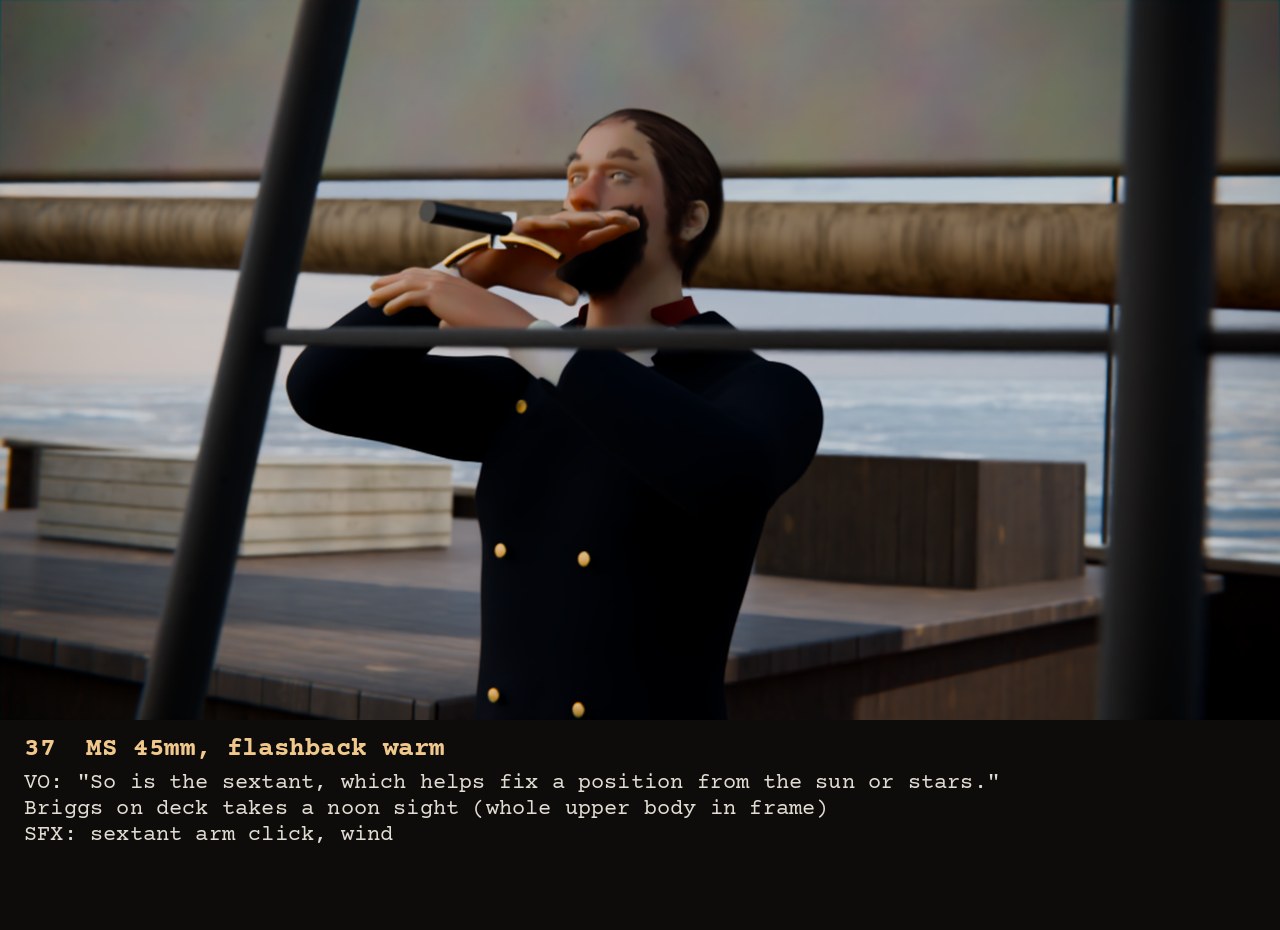 37  MS 45mm, flashback warm
VO: "So is the sextant, which helps fix a position from the sun or stars."
Briggs on deck takes a noon sight (whole upper body in frame)
SFX: sextant arm click, wind